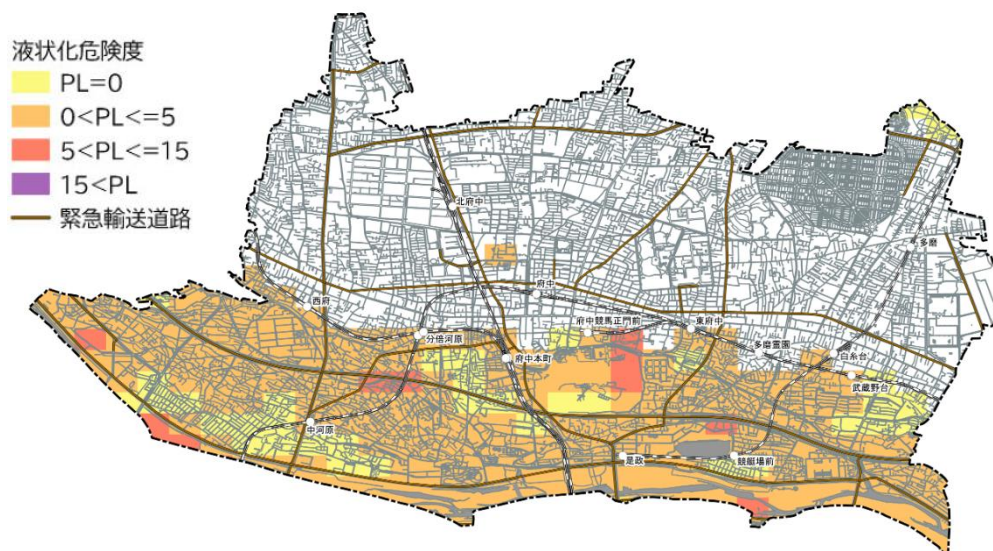 液状化危険度
PL=0
0<PL<=5
5<PL<=15
15<PL
緊急輸送道路
北府中
多磨
府中
西府
府中競馬正門前
東府中
分倍河原
府中本町
多磨霊園
白糸台
武蔵野台
中河原
是政
競艇場前